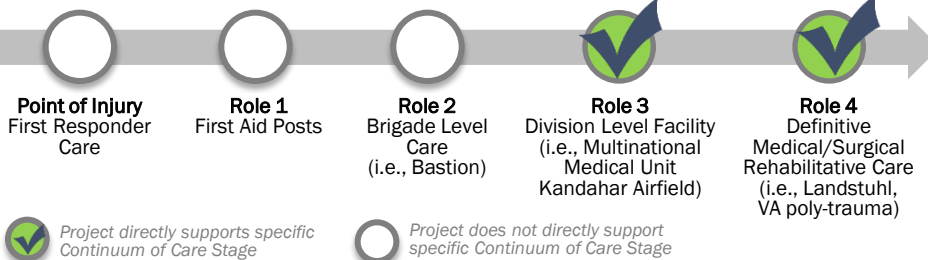 Point of Injury
First Responder
Care
Role 1
First Aid Posts
Role 2
Brigade Level
Care
(i.e., Bastion)
Role 3
Division Level Facility
(i.e., Multinational
Medical Unit
Kandahar Airfield)
Role 4
Definitive
Medical/Surgical
Rehabilitative Care
(i.e., Landstuhl,
VA poly-trauma)
Project directly supports specific
Continuum of Care Stage
Project does not directly support
specific Continuum of Care Stage